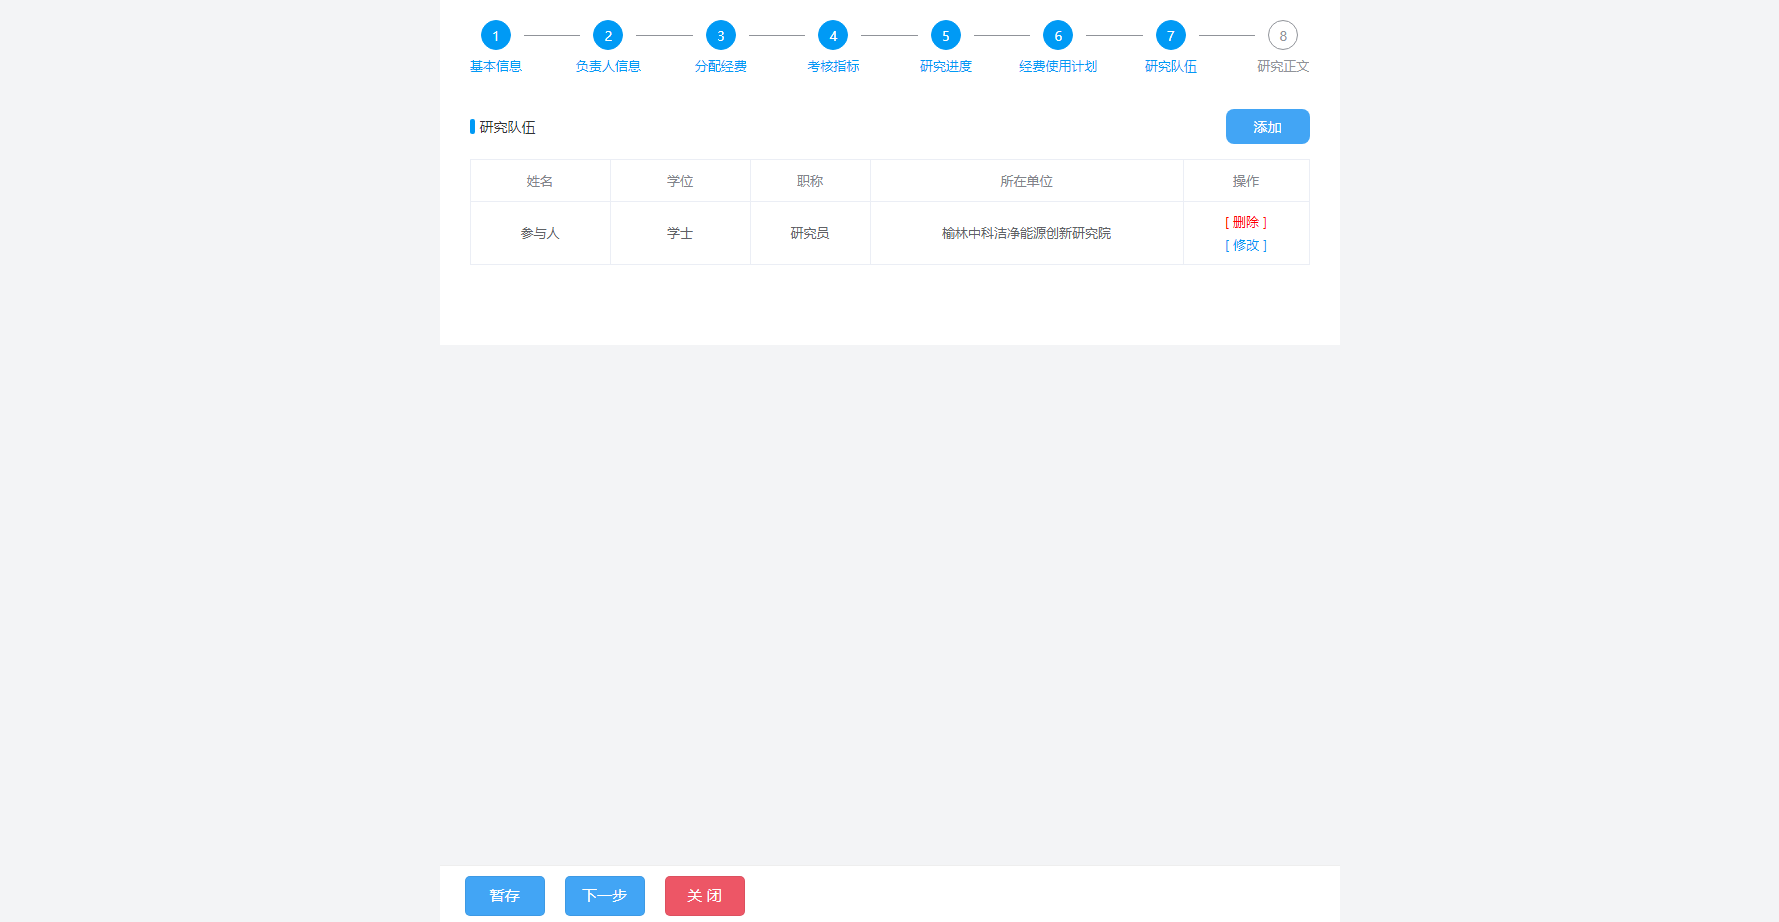 1 2 3 4 5 6 7 8
基本信息 负责人信息 分配经费 考核指标 研究进度 经费使用计划 研究队伍 研究正文
研究队伍 添加
姓名 学位 职称 所在单位 操作
参与人 学士 研究员 榆林中科洁净能源创新研究院 [ 删除 ]
[ 修改 ]
暂存 下一步 关 闭